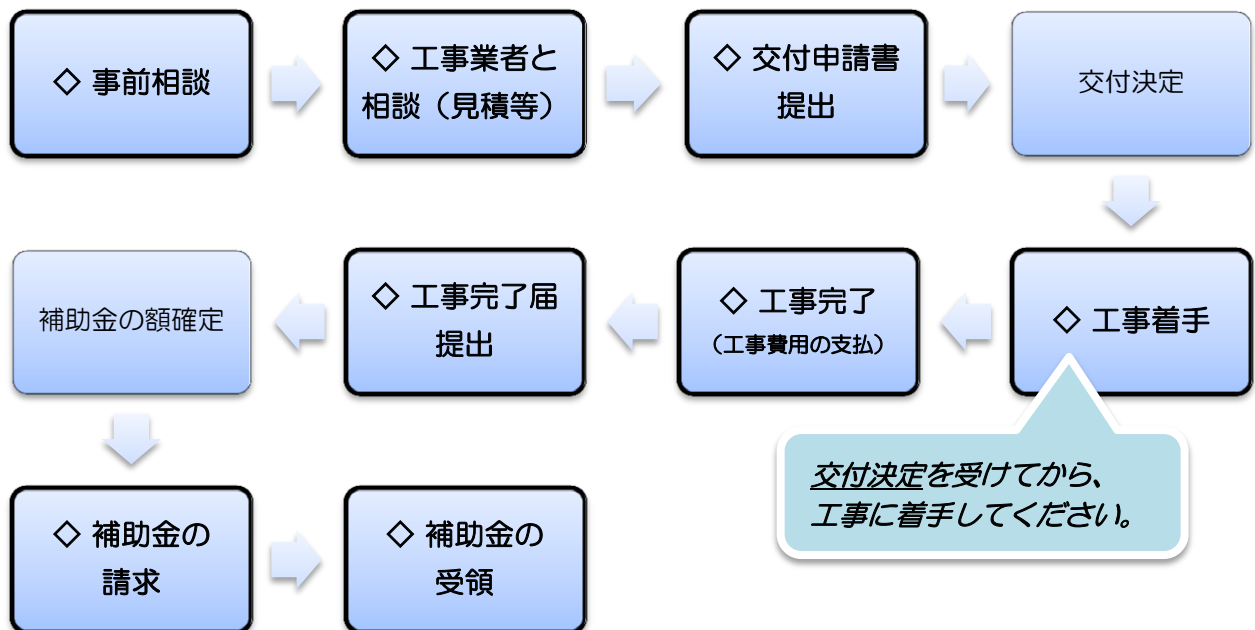 ◇ 事前相談
◇ 工事業者と
相談（見積等）
◇ 交付申請書
提出
交付決定
◇ 工事着手
◇ 工事完了
（工事費用の支払）
◇ 工事完了届
提出
補助金の額確定
交付決定を受けてから、
工事に着手してください。
◇ 補助金の
請求
◇ 補助金の
受領